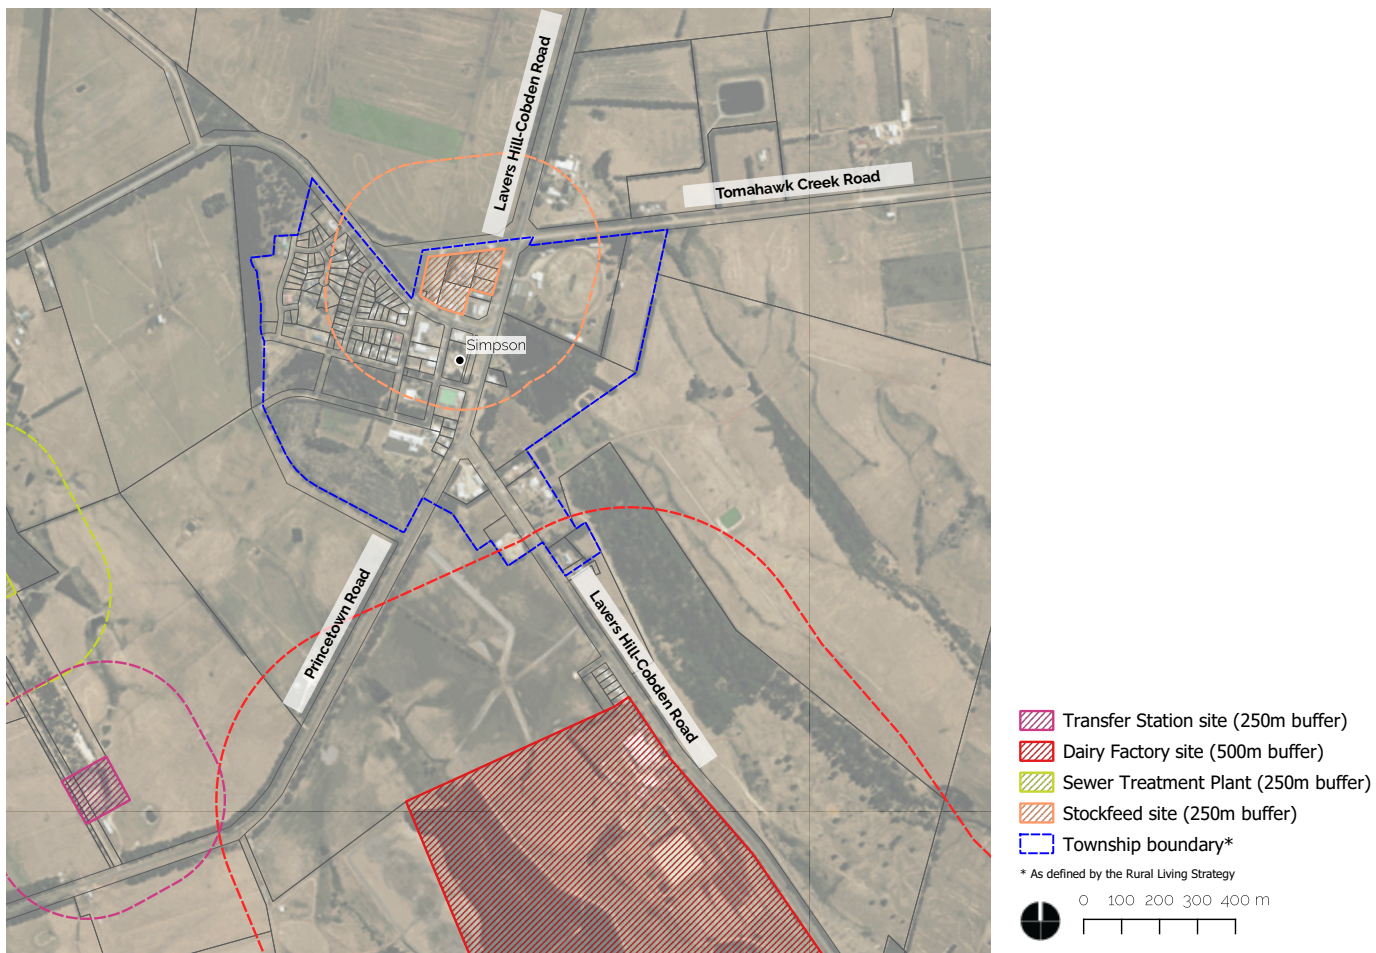 Lavers Hill-Cobden Road
Tomahawk Creek Road
Simpson
Princetown Road
Lavers Hill-Cobden Road
Transfer Station site (250m buffer)
Dairy Factory site (500m buffer)
Sewer Treatment Plant (250m buffer)
Stockfeed site (250m buffer)
Township boundary*
* As defined by the Rural Living Strategy
0 100 200 300 400 m